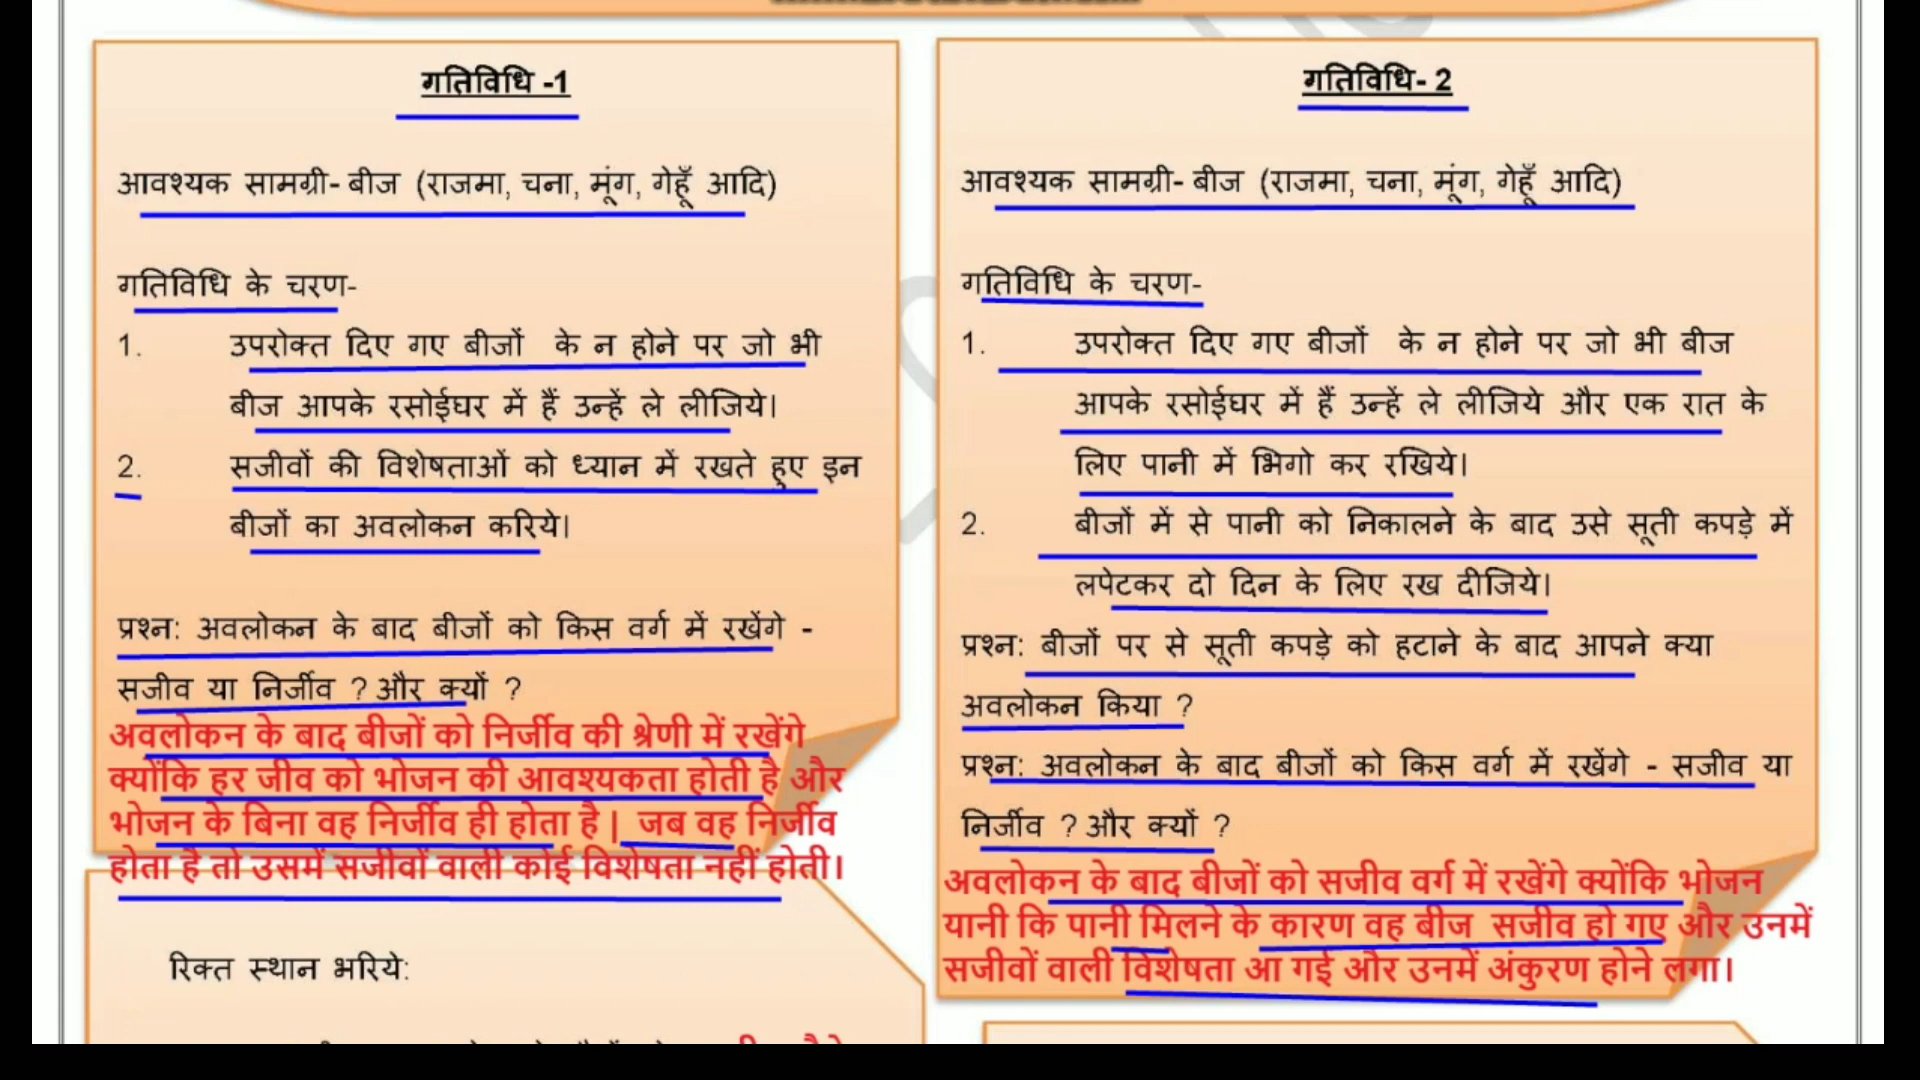 गतिविधि -1
आवश्यक सामग्री- बीज (राजमा, चना, मूंग, गेहूँ आदि)
गतिविधि के चरण-
1. उपरोक्त दिए गए बीजों के न होने पर जो भी
बीज आपके रसोईघर में हैं उन्हें ले लीजिये।
2. सजीवों की विशेषताओं को ध्यान में रखते हुए इन
बीजों का अवलोकन करिये।
प्रश्न: अवलोकन के बाद बीजों को किस वर्ग में रखेंगे -
सजीव या निर्जीव ? और क्यों ?
अवलोकन के बाद बीजों को निर्जीव की श्रेणी में रखेंगे
क्योंकि हर जीव को भोजन की आवश्यकता होती है और
भोजन के बिना वह निर्जीव ही होता है | जब वह निर्जीव
होता है तो उसमें सजीवों वाली कोई विशेषता नहीं होती।
रिक्त स्थान भरिये:
गतिविधि- 2
आवश्यक सामग्री- बीज (राजमा, चना, मूंग, गेहूँ आदि)
गतिविधि के चरण-
1. उपरोक्त दिए गए बीजों के न होने पर जो भी बीज
आपके रसोईघर में हैं उन्हें ले लीजिये और एक रात के
लिए पानी में भिगो कर रखिये।
2. बीजों में से पानी को निकालने के बाद उसे सूती कपड़े में
लपेटकर दो दिन के लिए रख दीजिये।
प्रश्न: बीजों पर से सूती कपड़े को हटाने के बाद आपने क्या
अवलोकन किया ?
प्रश्न: अवलोकन के बाद बीजों को किस वर्ग में रखेंगे - सजीव या
निर्जीव ? और क्यों ?
अवलोकन के बाद बीजों को सजीव वर्ग में रखेंगे क्योंकि भोजन
यानी कि पानी मिलने के कारण वह बीज सजीव हो गए और उनमें
सजीवों वाली विशेषता आ गई और उनमें अंकुरण होने लगा।